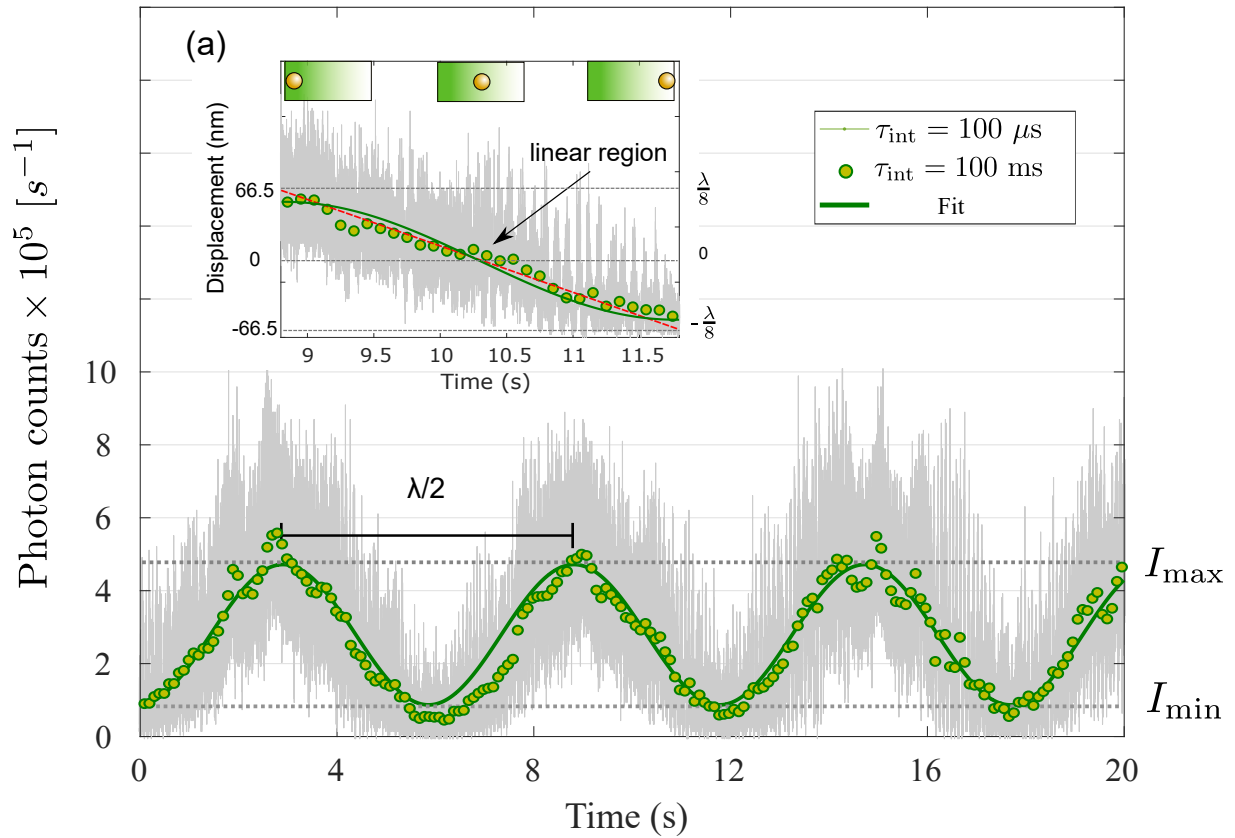 (a)
Displacement (nm)
66.5
0
-66.5
λ/8
0
-λ/8
linear region
9 9.5 10 10.5 11 11.5
Time (s)
τint = 100 μs
τint = 100 ms
Fit
Photon counts × 10⁵ [s⁻¹]
10
8
6
4
2
0
λ/2
Imax
Imin
0 4 8 12 16 20
Time (s)